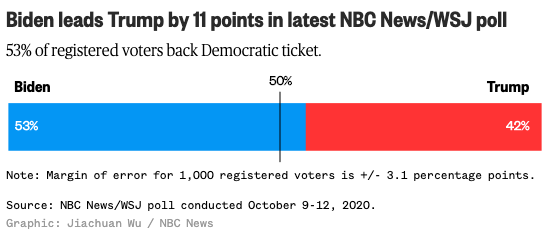 Biden leads Trump by 11 points in latest NBC News/WSJ poll
53% of registered voters back Democratic ticket.
Biden 50% Trump
53% 42%
Note: Margin of error for 1,000 registered voters is +/- 3.1 percentage points.
Source: NBC News/WSJ poll conducted October 9-12, 2020.
Graphic: Jiachuan Wu / NBC News